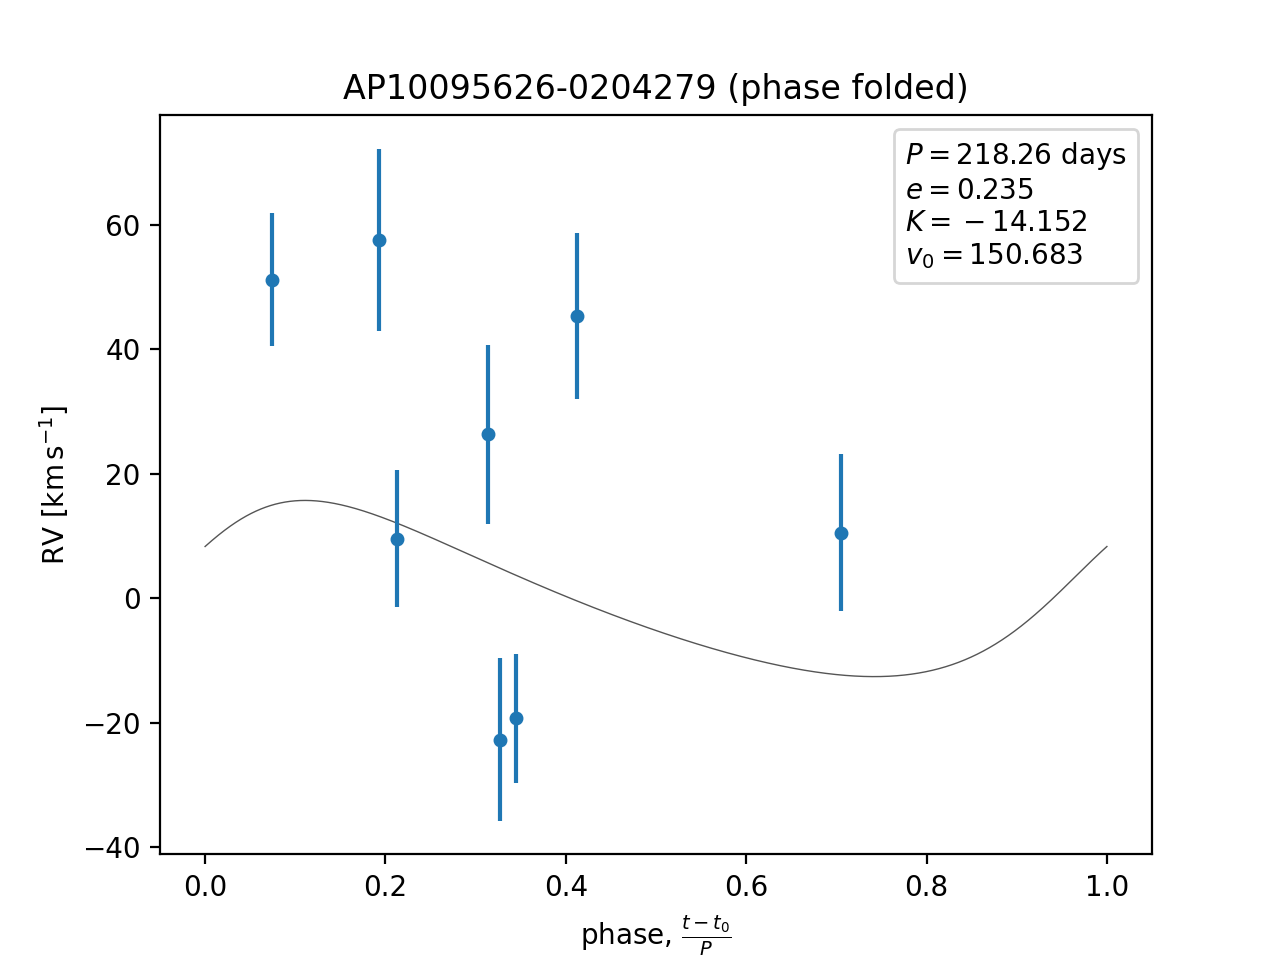 AP10095626-0204279 (phase folded)
P = 218.26 days
e = 0.235
K = −14.152
v₀ = 150.683
RV [km s⁻¹]
60
40
20
0
−20
−40
0.0 0.2 0.4 0.6 0.8 1.0
phase, (t − t₀)/P